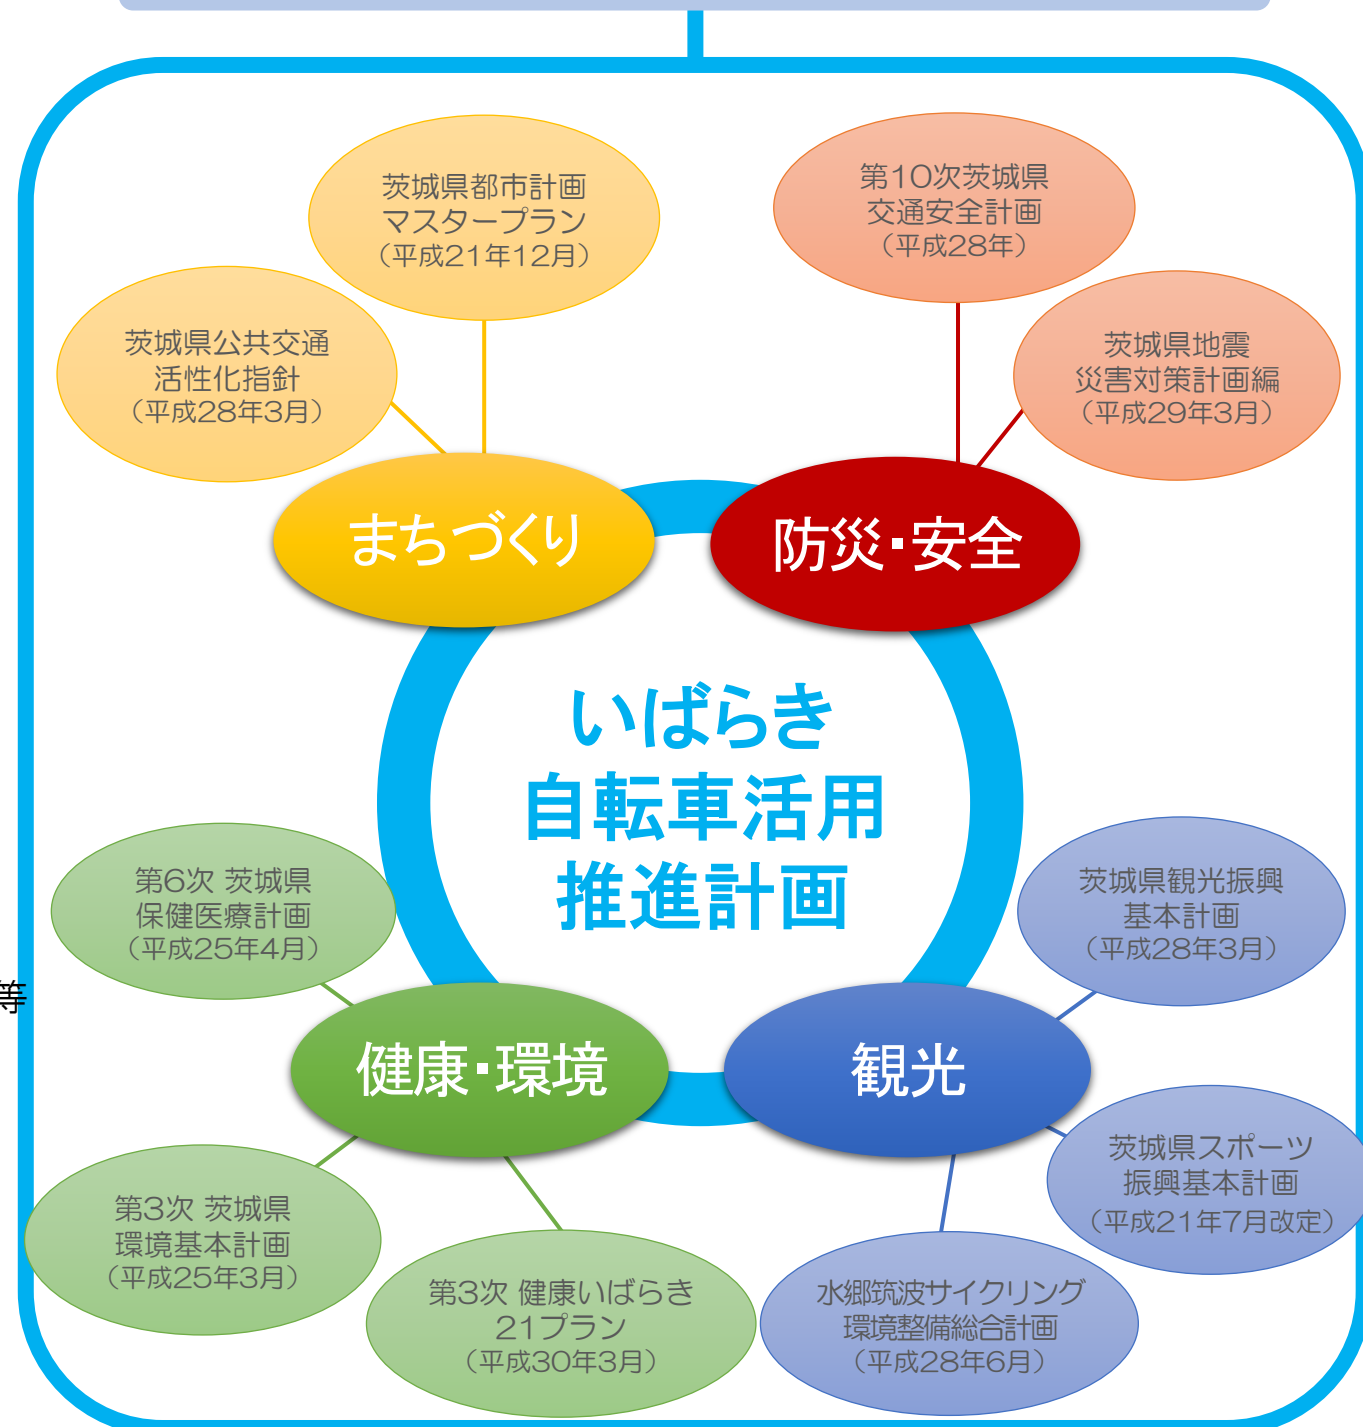 茨城県都市計画
マスタープラン
（平成21年12月）
第10次茨城県
交通安全計画
（平成28年）
茨城県公共交通
活性化指針
（平成28年3月）
茨城県地震
災害対策計画編
（平成29年3月）
まちづくり
防災・安全
いばらき
自転車活用
推進計画
第6次 茨城県
保健医療計画
（平成25年4月）
茨城県観光振興
基本計画
（平成28年3月）
等
健康・環境
観光
第3次 茨城県
環境基本計画
（平成25年3月）
茨城県スポーツ
振興基本計画
（平成21年7月改定）
第3次 健康いばらき
21プラン
（平成30年3月）
水郷筑波サイクリング
環境整備総合計画
（平成28年6月）